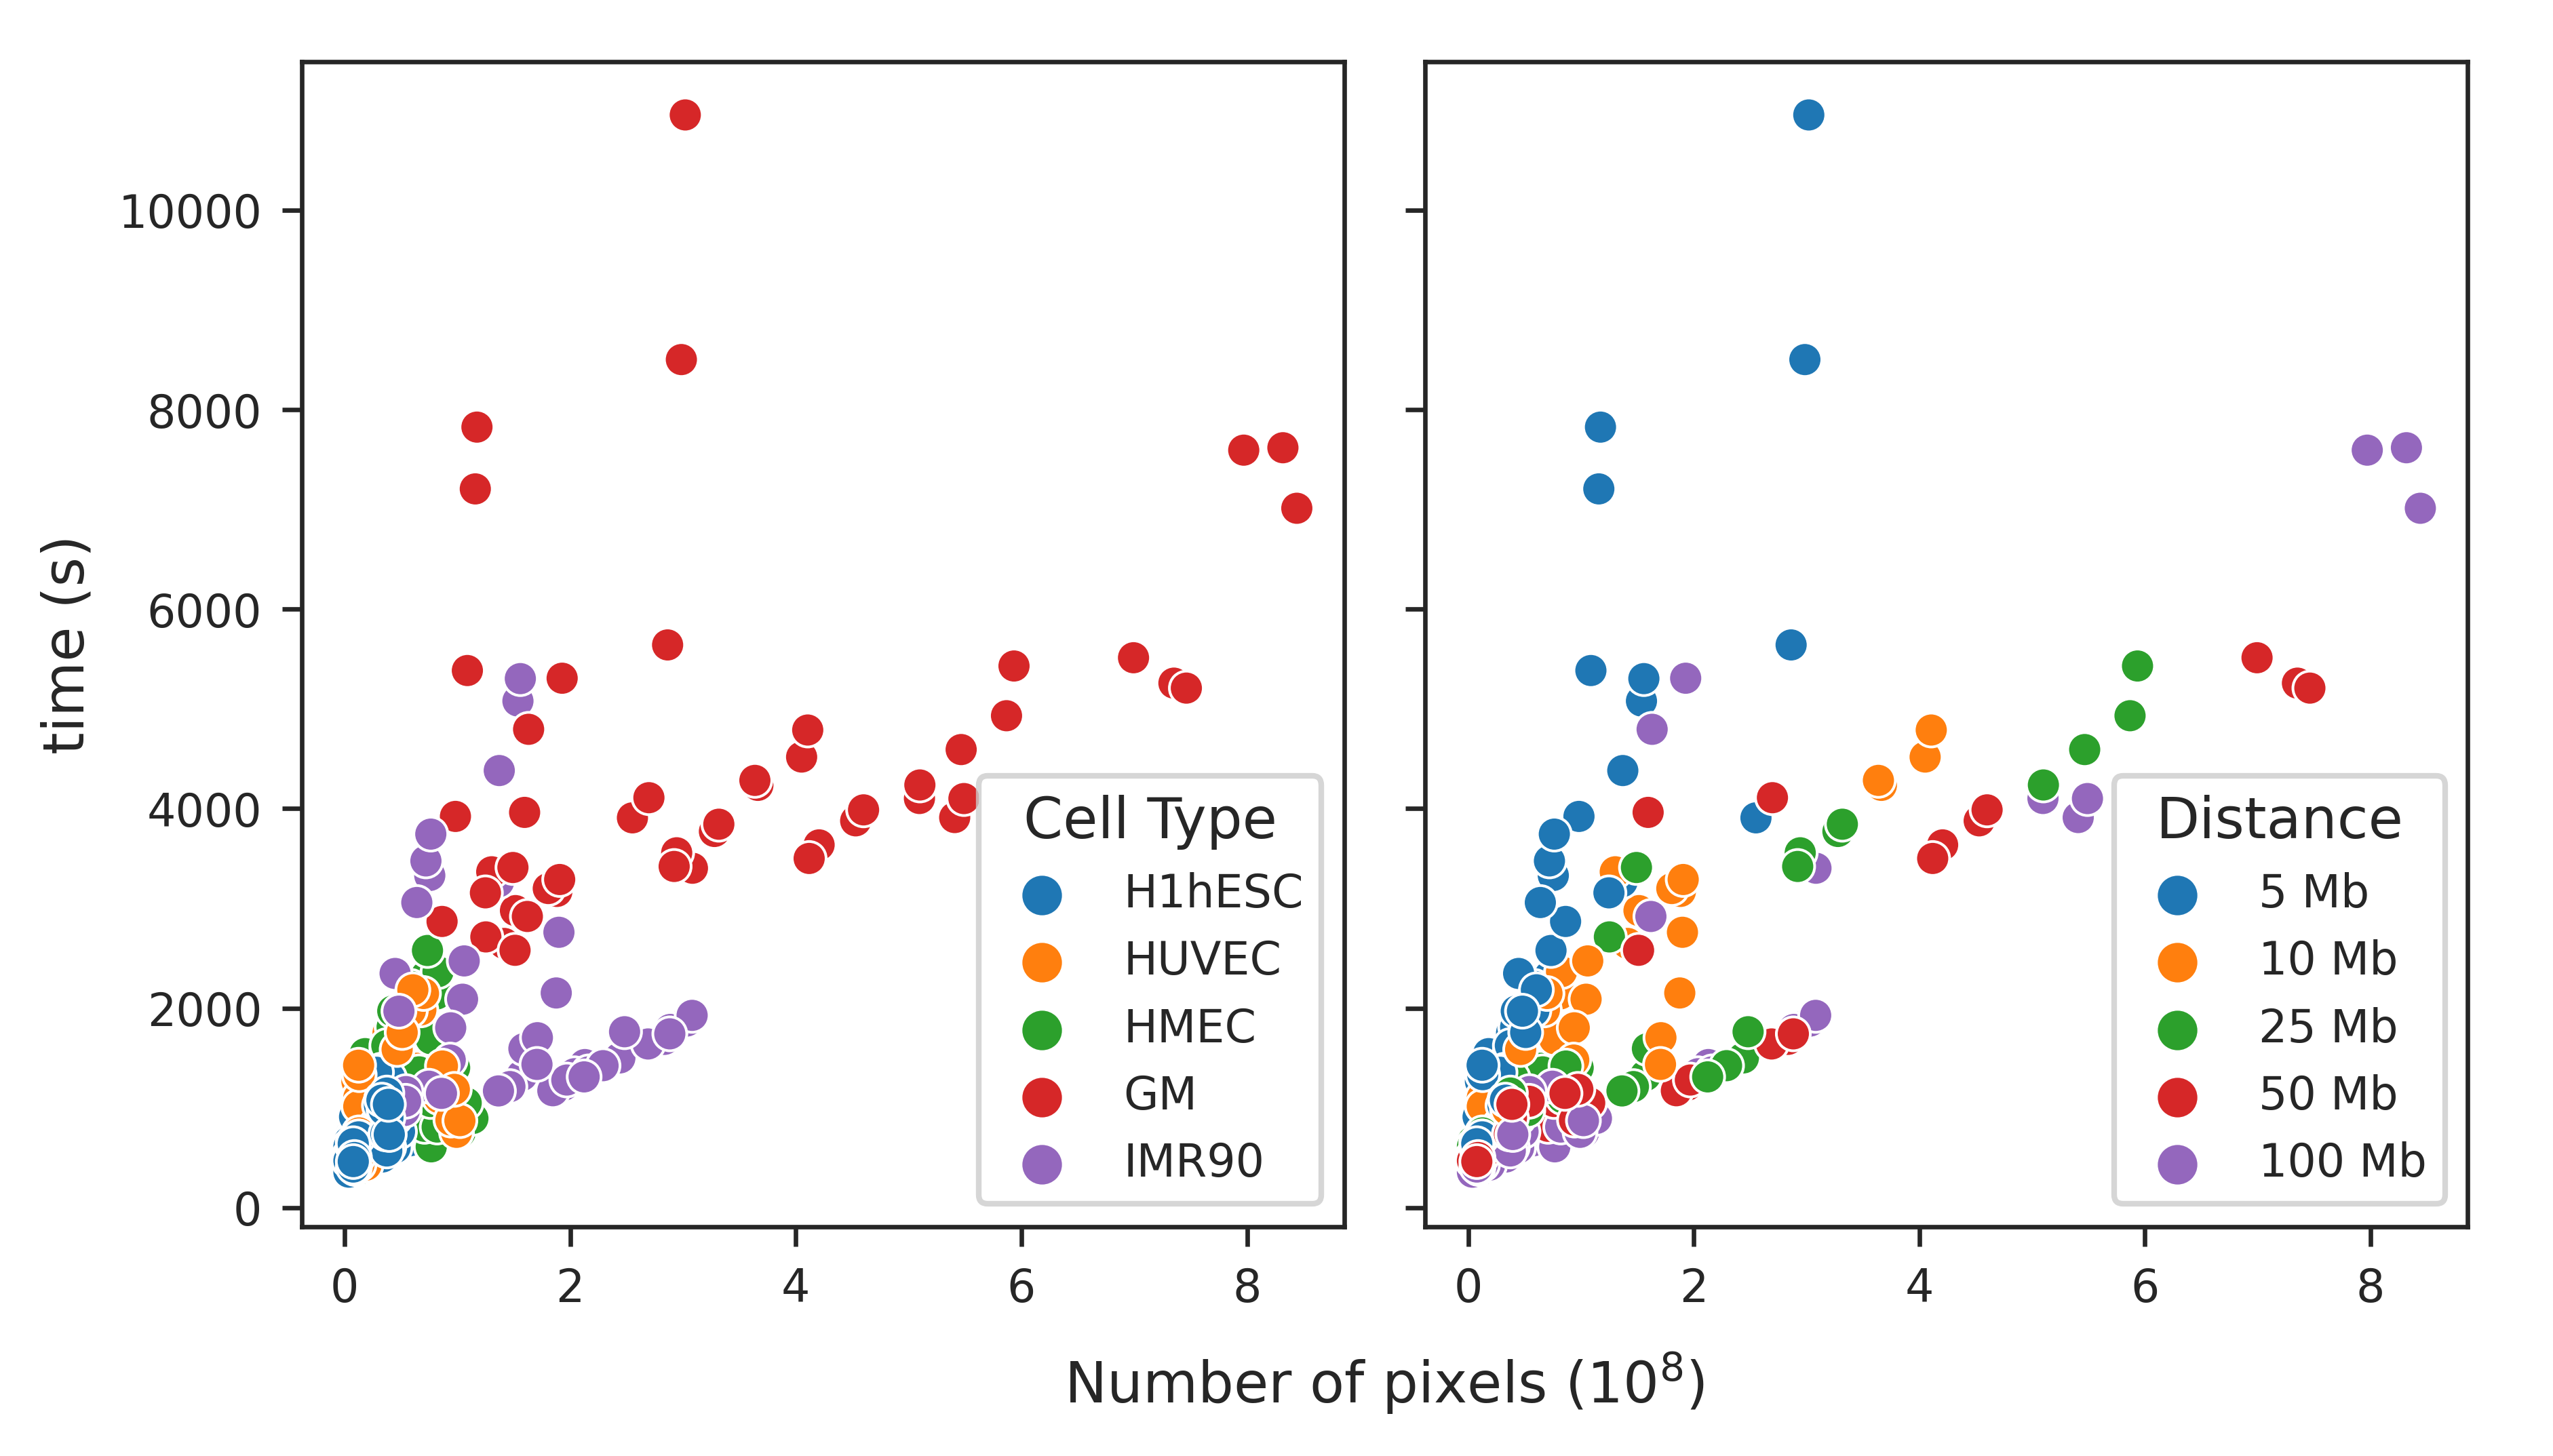 10000
8000
6000
4000
2000
0
time (s)
Cell Type
H1hESC
HUVEC
HMEC
GM
IMR90
0 2 4 6 8
Distance
5 Mb
10 Mb
25 Mb
50 Mb
100 Mb
0 2 4 6 8
Number of pixels (10⁸)